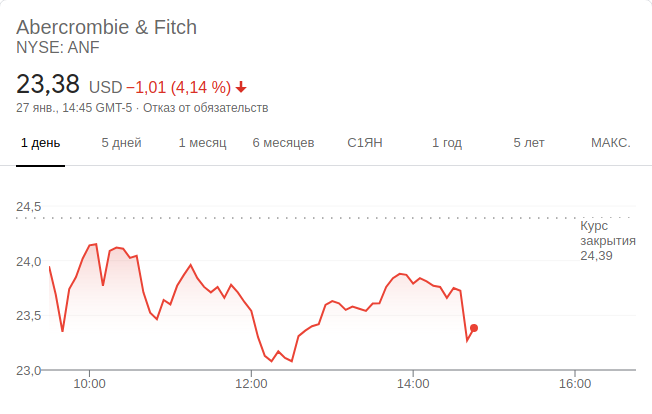 Abercrombie & Fitch
NYSE: ANF
23,38 USD −1,01 (4,14 %)
27 янв., 14:45 GMT-5 · Отказ от обязательств
1 день 5 дней 1 месяц 6 месяцев С1ЯН 1 год 5 лет МАКС.
24,5
Курс
закрытия
24,39
24,0
23,5
23,0
10:00 12:00 14:00 16:00